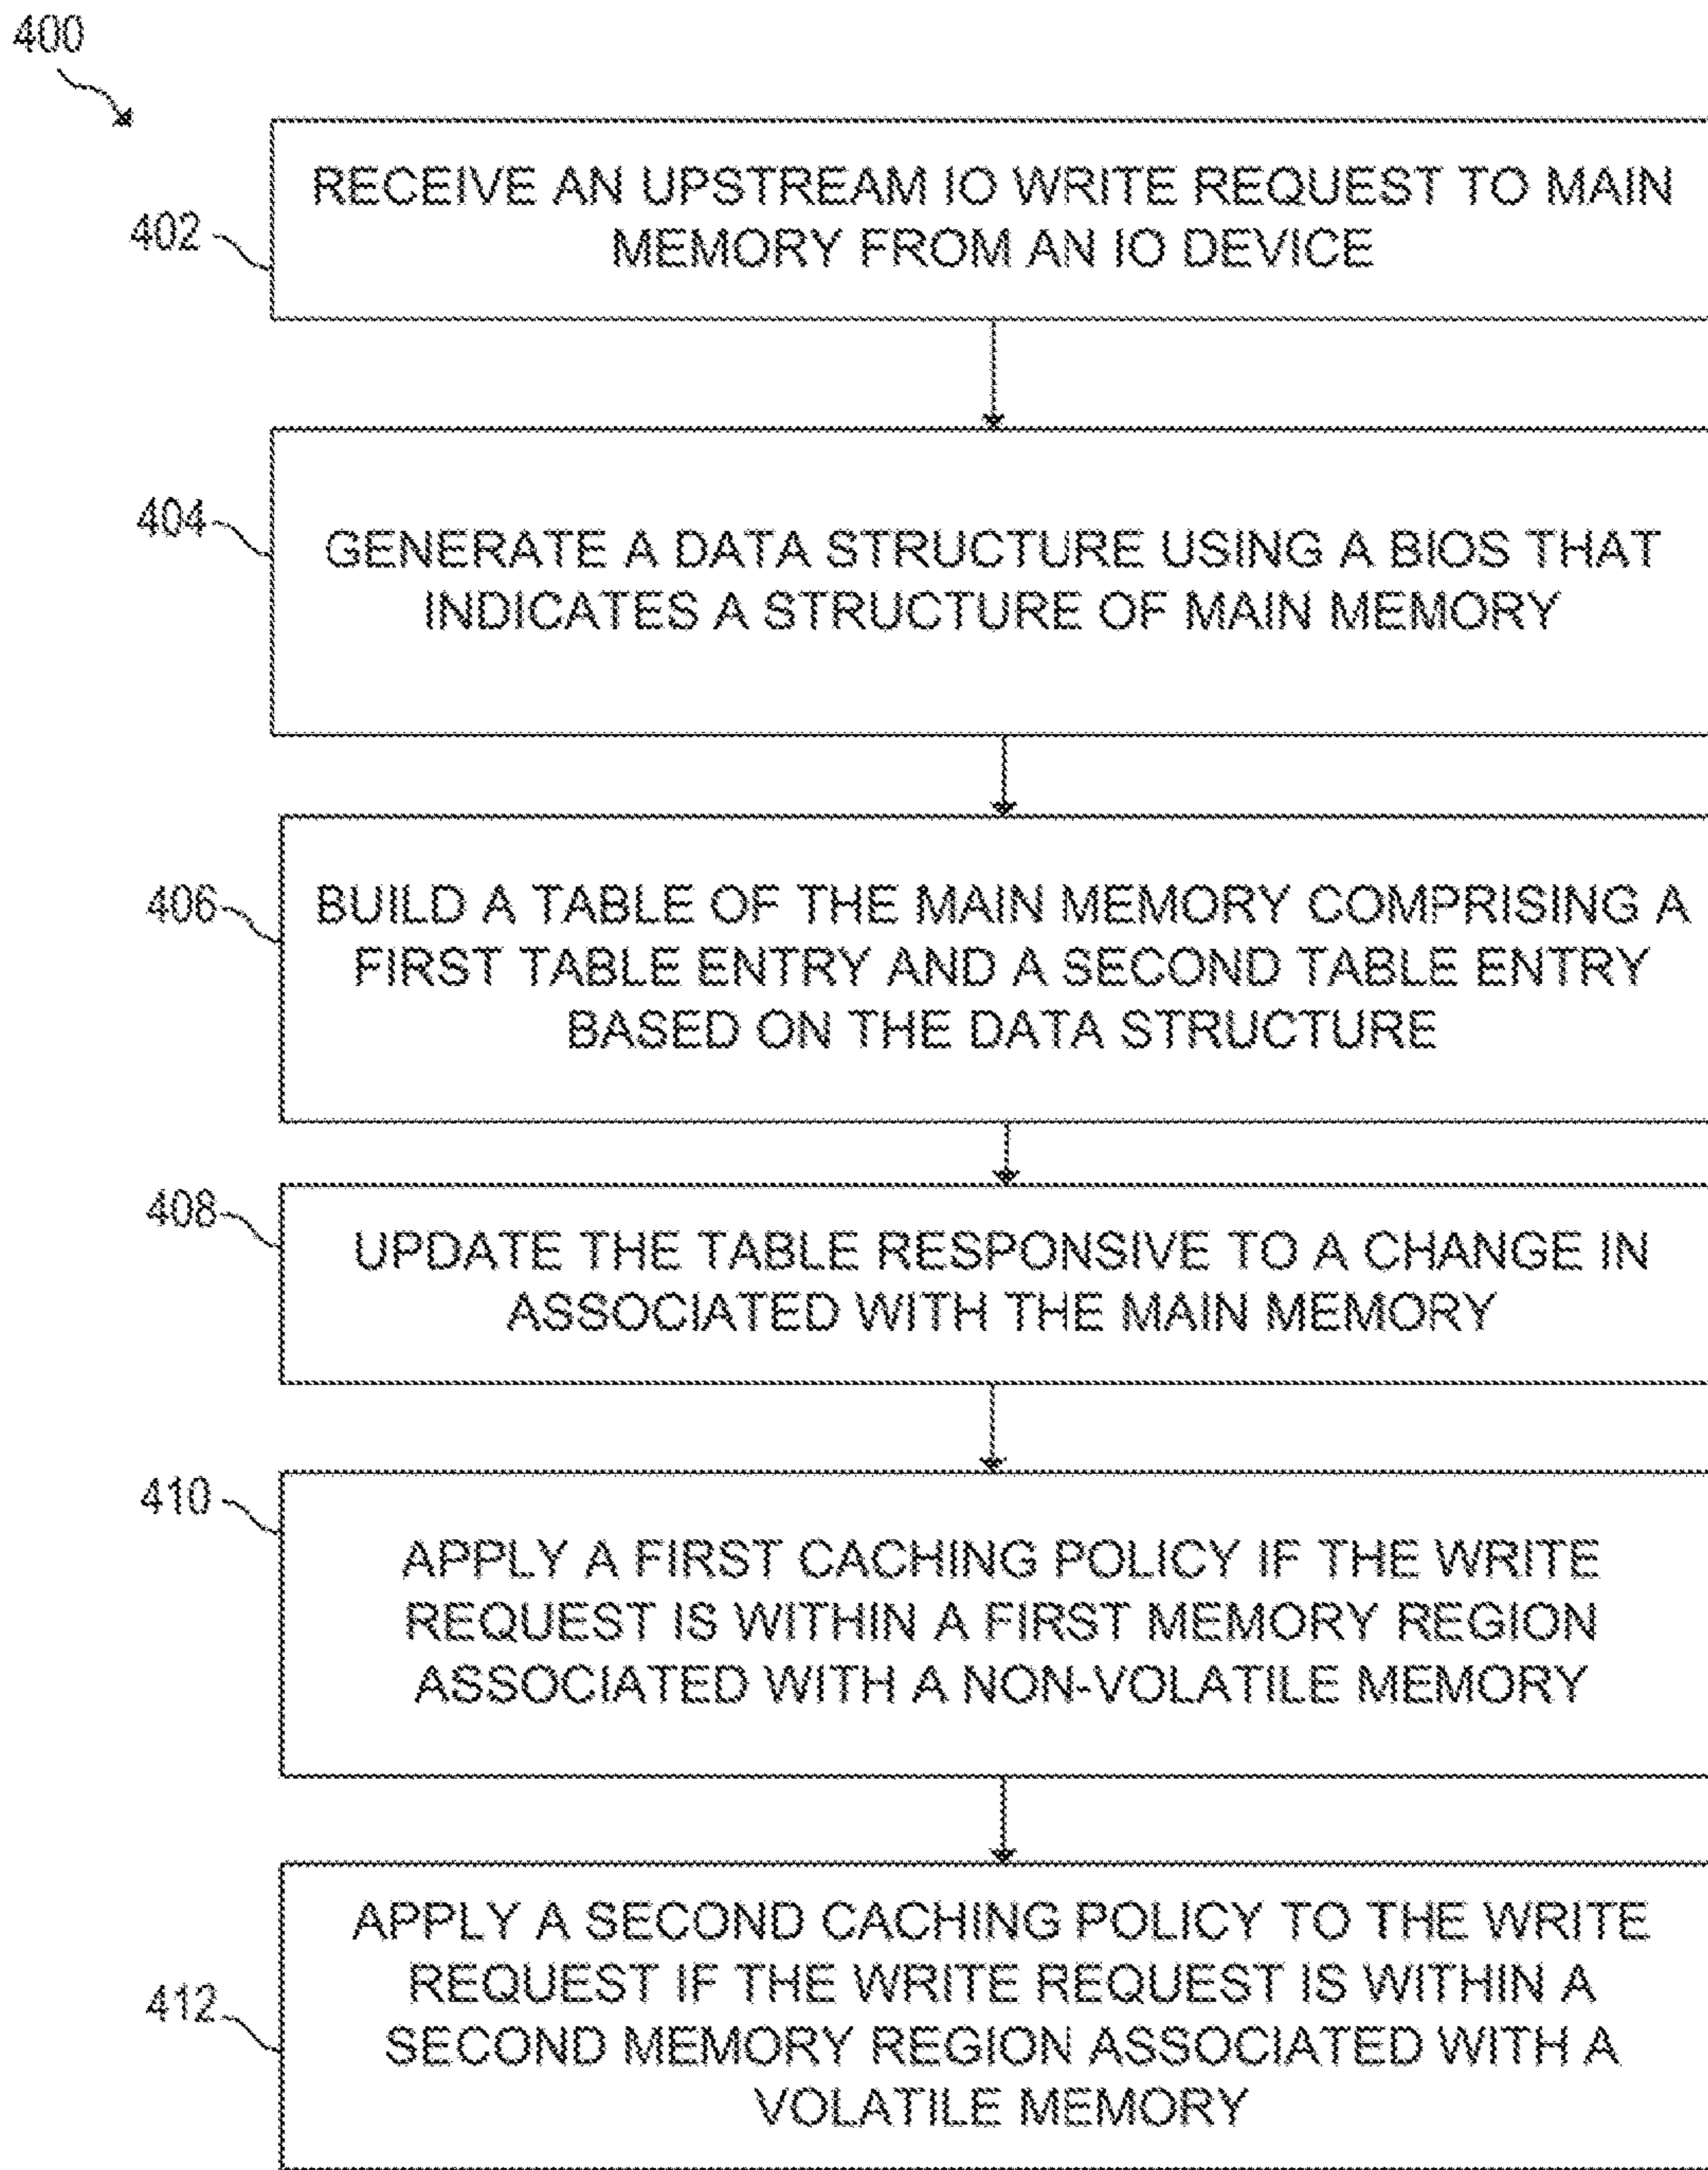 400
402
RECEIVE AN UPSTREAM IO WRITE REQUEST TO MAIN
MEMORY FROM AN IO DEVICE
404
GENERATE A DATA STRUCTURE USING A BIOS THAT
INDICATES A STRUCTURE OF MAIN MEMORY
406
BUILD A TABLE OF THE MAIN MEMORY COMPRISING A
FIRST TABLE ENTRY AND A SECOND TABLE ENTRY
BASED ON THE DATA STRUCTURE
408
UPDATE THE TABLE RESPONSIVE TO A CHANGE IN
ASSOCIATED WITH THE MAIN MEMORY
410
APPLY A FIRST CACHING POLICY IF THE WRITE
REQUEST IS WITHIN A FIRST MEMORY REGION
ASSOCIATED WITH A NON-VOLATILE MEMORY
412
APPLY A SECOND CACHING POLICY TO THE WRITE
REQUEST IF THE WRITE REQUEST IS WITHIN A
SECOND MEMORY REGION ASSOCIATED WITH A
VOLATILE MEMORY